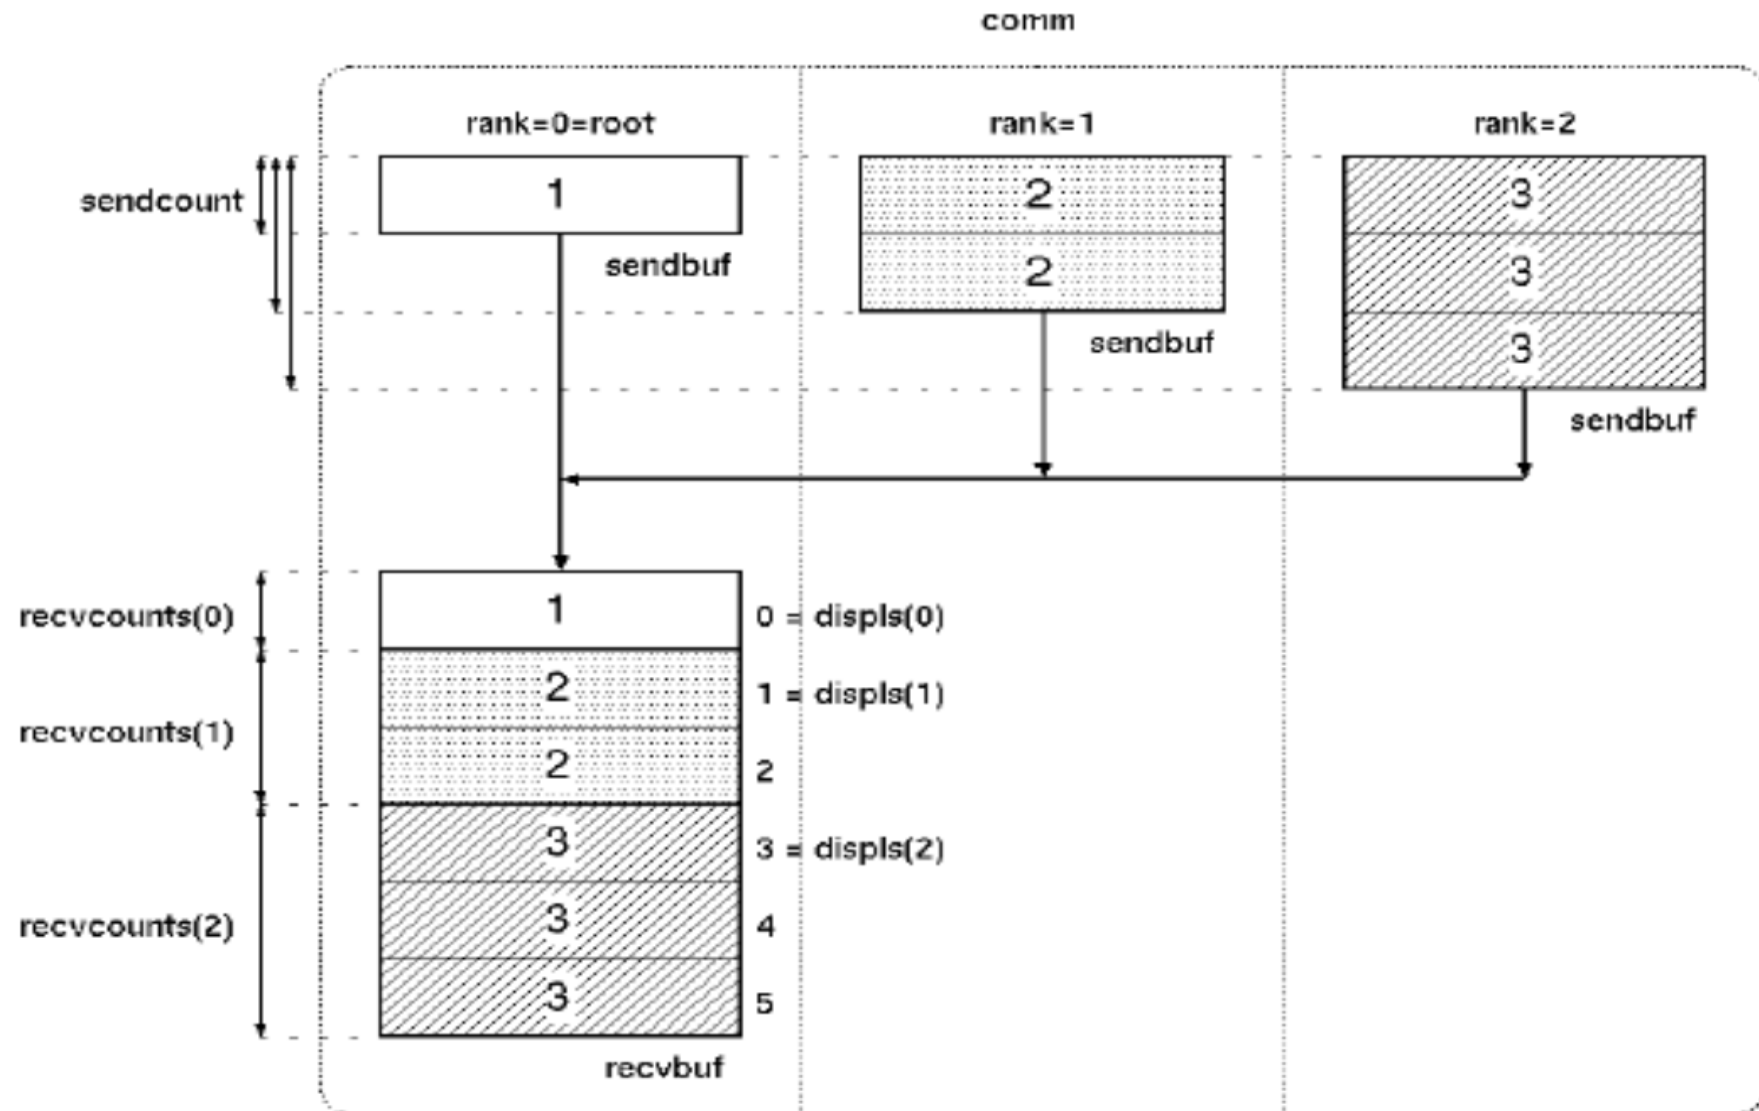 comm
rank=0=root rank=1 rank=2
sendcount 1 2 3
sendbuf 2 3
sendbuf 3
sendbuf
recvcounts(0) 1 0 = displs(0)
2 1 = displs(1)
recvcounts(1)
2 2
3 3 = displs(2)
recvcounts(2) 3 4
3 5
recvbuf